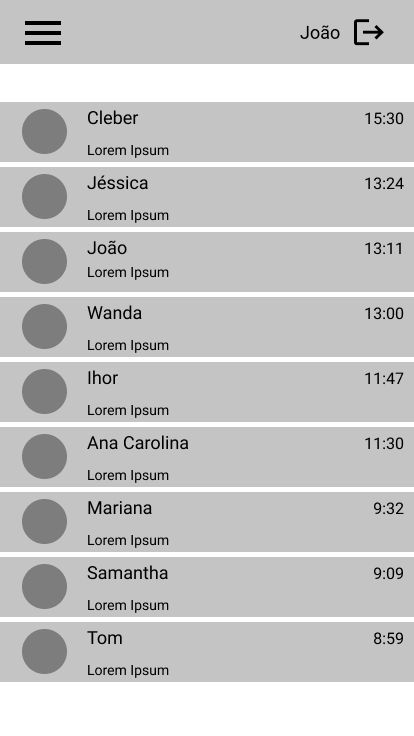 João
Cleber 15:30
Lorem Ipsum
Jéssica 13:24
Lorem Ipsum
João 13:11
Lorem Ipsum
Wanda 13:00
Lorem Ipsum
Ihor 11:47
Lorem Ipsum
Ana Carolina 11:30
Lorem Ipsum
Mariana 9:32
Lorem Ipsum
Samantha 9:09
Lorem Ipsum
Tom 8:59
Lorem Ipsum